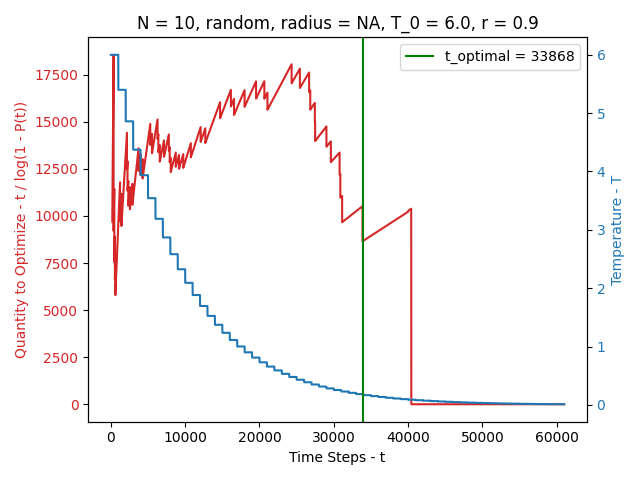 N = 10, random, radius = NA, T_0 = 6.0, r = 0.9
t_optimal = 33868
Quantity to Optimize - t / log(1 - P(t))
17500
15000
12500
10000
7500
5000
2500
0
6
5
4
3
2
1
0
Temperature - T
0 10000 20000 30000 40000 50000 60000
Time Steps - t